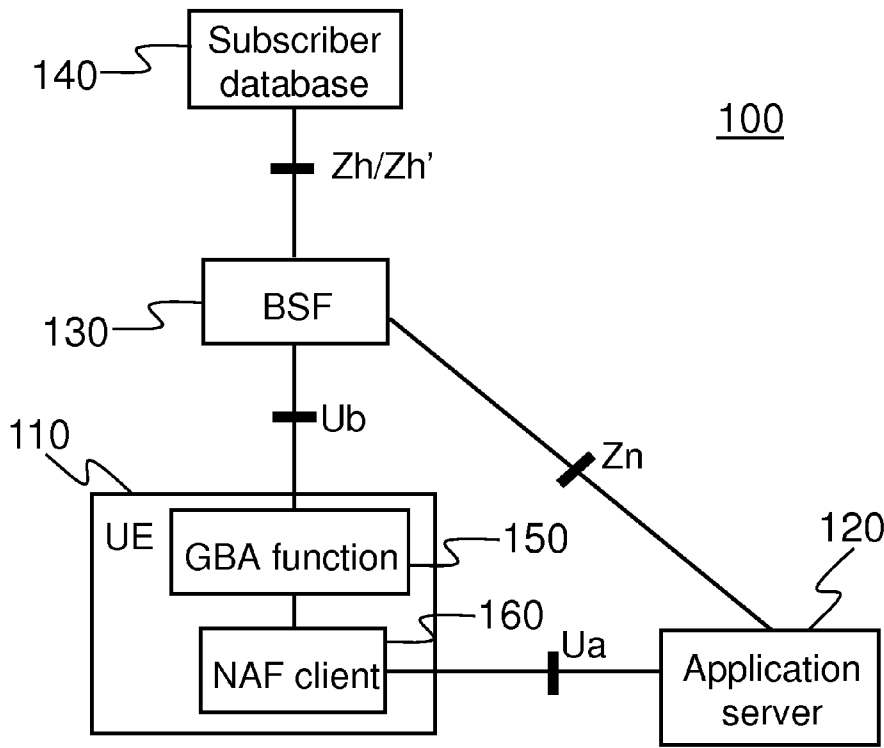 Subscriber
database
140
100
Zh/Zh'
BSF
130
Ub
110
Zn
UE
GBA function
150
120
160
NAF client
Ua
Application
server